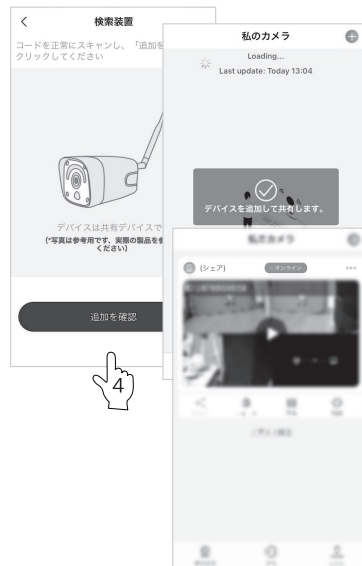 検索装置
コードを正常にスキャンし、「追加を
クリックしてください
デバイスは共有デバイスで
(*写真は参考用です、実際の製品を
ください)
追加を確認
4
私のカメラ
Loading...
Last update: Today 13:04
デバイスを追加して共有します。
私のカメラ
(シェア)
オンライン